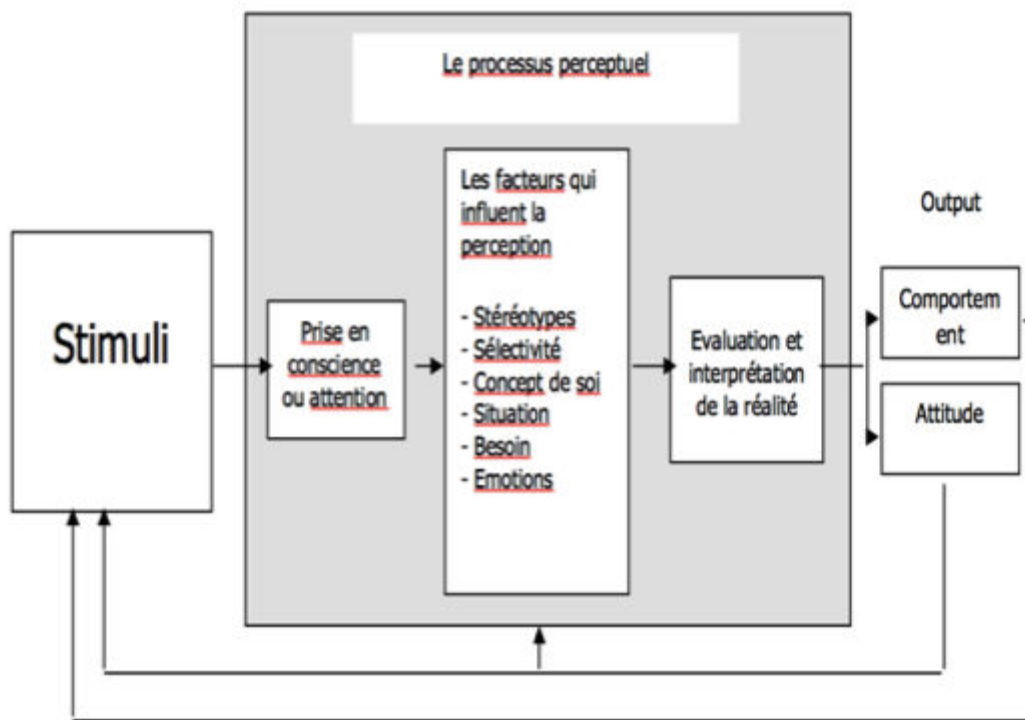 Le processus perceptuel
Stimuli
Prise en
conscience
ou attention
Les facteurs qui
influent la
perception
- Stéréotypes
- Sélectivité
- Concept de soi
- Situation
- Besoin
- Emotions
Evaluation et
interprétation
de la réalité
Output
Comportem
ent
Attitude